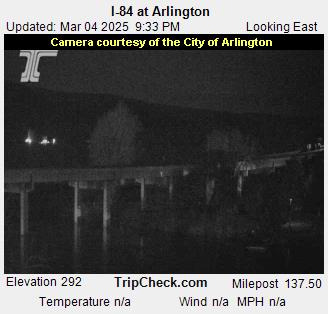 I-84 at Arlington
Updated: Mar 04 2025 9:33 PM Looking East
Camera courtesy of the City of Arlington
Elevation 292 TripCheck.com Milepost 137.50
Temperature n/a Wind n/a MPH n/a